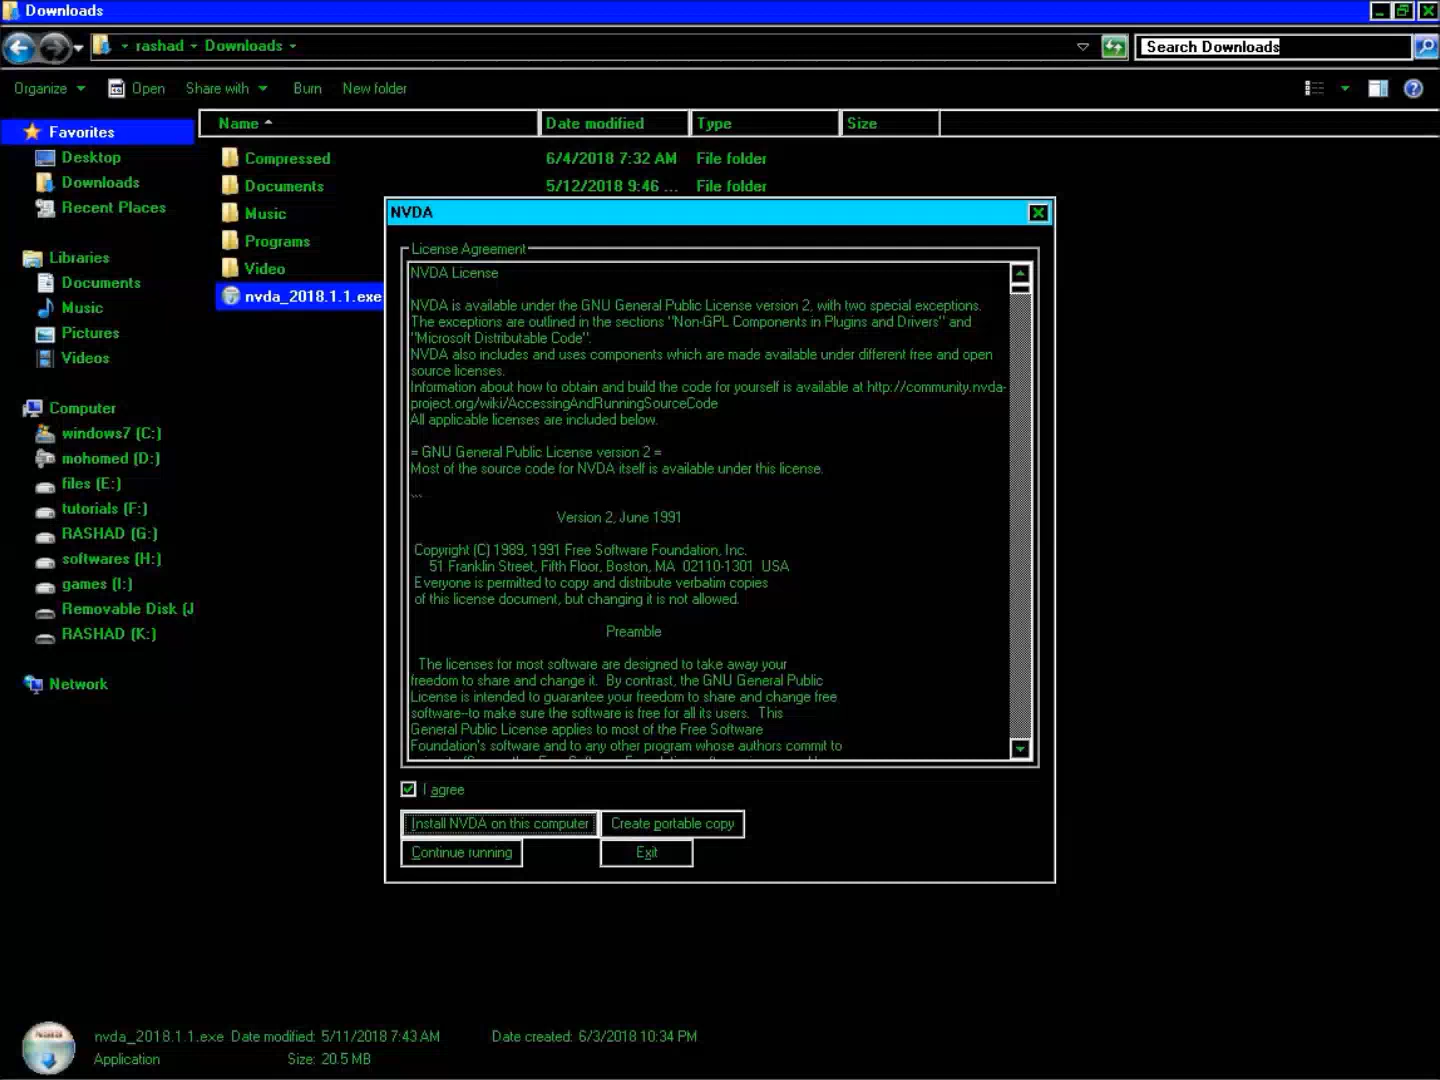 Downloads
rashad Downloads
Search Downloads
Organize Open Share with Burn New folder
Name Date modified Type Size
Favorites
Desktop
Downloads
Recent Places
Libraries
Documents
Music
Pictures
Videos
Computer
windows7 (C:)
mohomed (D:)
files (E:)
tutorials (F:)
RASHAD (G:)
softwares (H:)
games (I:)
Removable Disk (J
RASHAD (K:)
Network
Compressed 6/4/2018 7:32 AM File folder
Documents 5/12/2018 9:46 ... File folder
Music
Programs
Video
nvda_2018.1.1.exe
NVDA
License Agreement
NVDA License
NVDA is available under the GNU General Public License version 2, with two special exceptions.
The exceptions are outlined in the sections "Non-GPL Components in Plugins and Drivers" and
"Microsoft Distributable Code".
NVDA also includes and uses components which are made available under different free and open
source licenses.
Information about how to obtain and build the code for yourself is available at http://community.nvda-
project.org/wiki/AccessingAndRunningSourceCode
All applicable licenses are included below.
= GNU General Public License version 2 =
Most of the source code for NVDA itself is available under this license.
```
Version 2, June 1991
Copyright (C) 1989, 1991 Free Software Foundation, Inc.
51 Franklin Street, Fifth Floor, Boston, MA 02110-1301 USA
Everyone is permitted to copy and distribute verbatim copies
of this license document, but changing it is not allowed.
Preamble
The licenses for most software are designed to take away your
freedom to share and change it. By contrast, the GNU General Public
License is intended to guarantee your freedom to share and change free
software--to make sure the software is free for all its users. This
General Public License applies to most of the Free Software
Foundation's software and to any other program whose authors commit to
I agree
Install NVDA on this computer Create portable copy
Continue running Exit
nvda_2018.1.1.exe Date modified: 5/11/2018 7:43 AM Date created: 6/3/2018 10:34 PM
Application Size: 20.5 MB